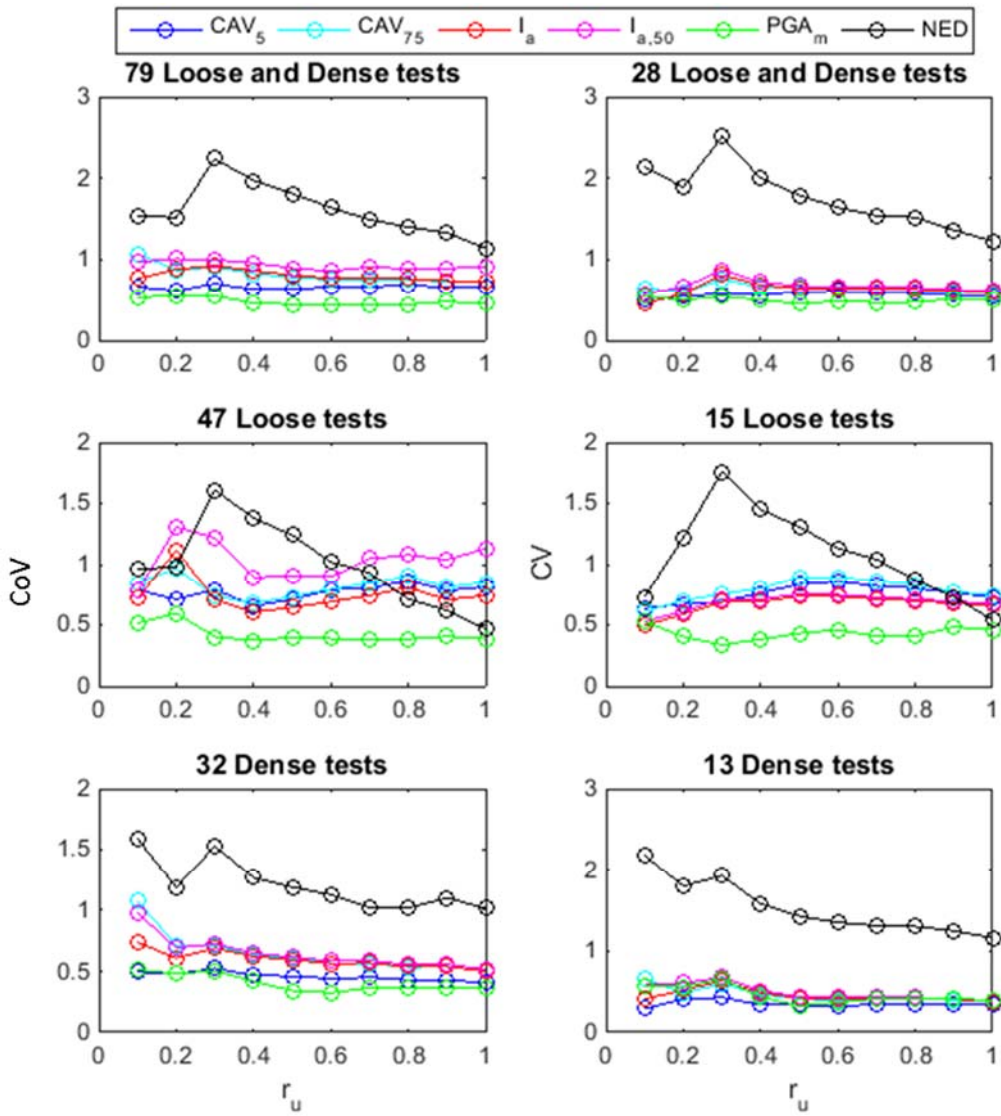 CAV5 CAV75 Ia Ia,50 PGAm NED
79 Loose and Dense tests 28 Loose and Dense tests
3 3
2 2
1 1
0 0
0 0.2 0.4 0.6 0.8 1 0 0.2 0.4 0.6 0.8 1
47 Loose tests 15 Loose tests
2 2
1.5 1.5
1 1
0.5 0.5
0 0
0 0.2 0.4 0.6 0.8 1 0 0.2 0.4 0.6 0.8 1
CoV CV
32 Dense tests 13 Dense tests
2 3
1.5 2
1 1
0.5
0 0
0 0.2 0.4 0.6 0.8 1 0 0.2 0.4 0.6 0.8 1
ru ru